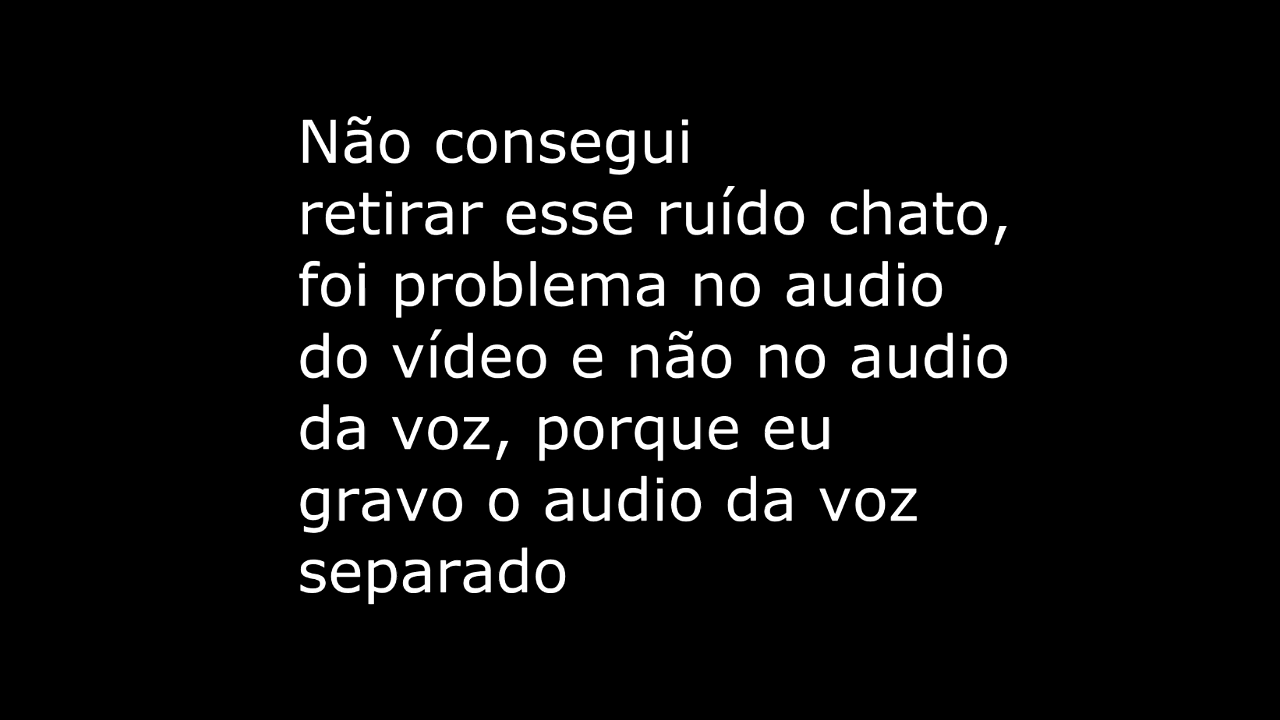 Não consegui
retirar esse ruído chato,
foi problema no audio
do vídeo e não no audio
da voz, porque eu
gravo o audio da voz
separado